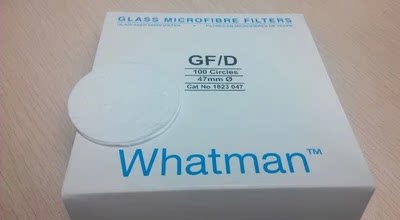 GLASS MICROFIBRE FILTERS
GF/D
100 Circles
47mm Ø
Cat No 1823 047
Whatman™